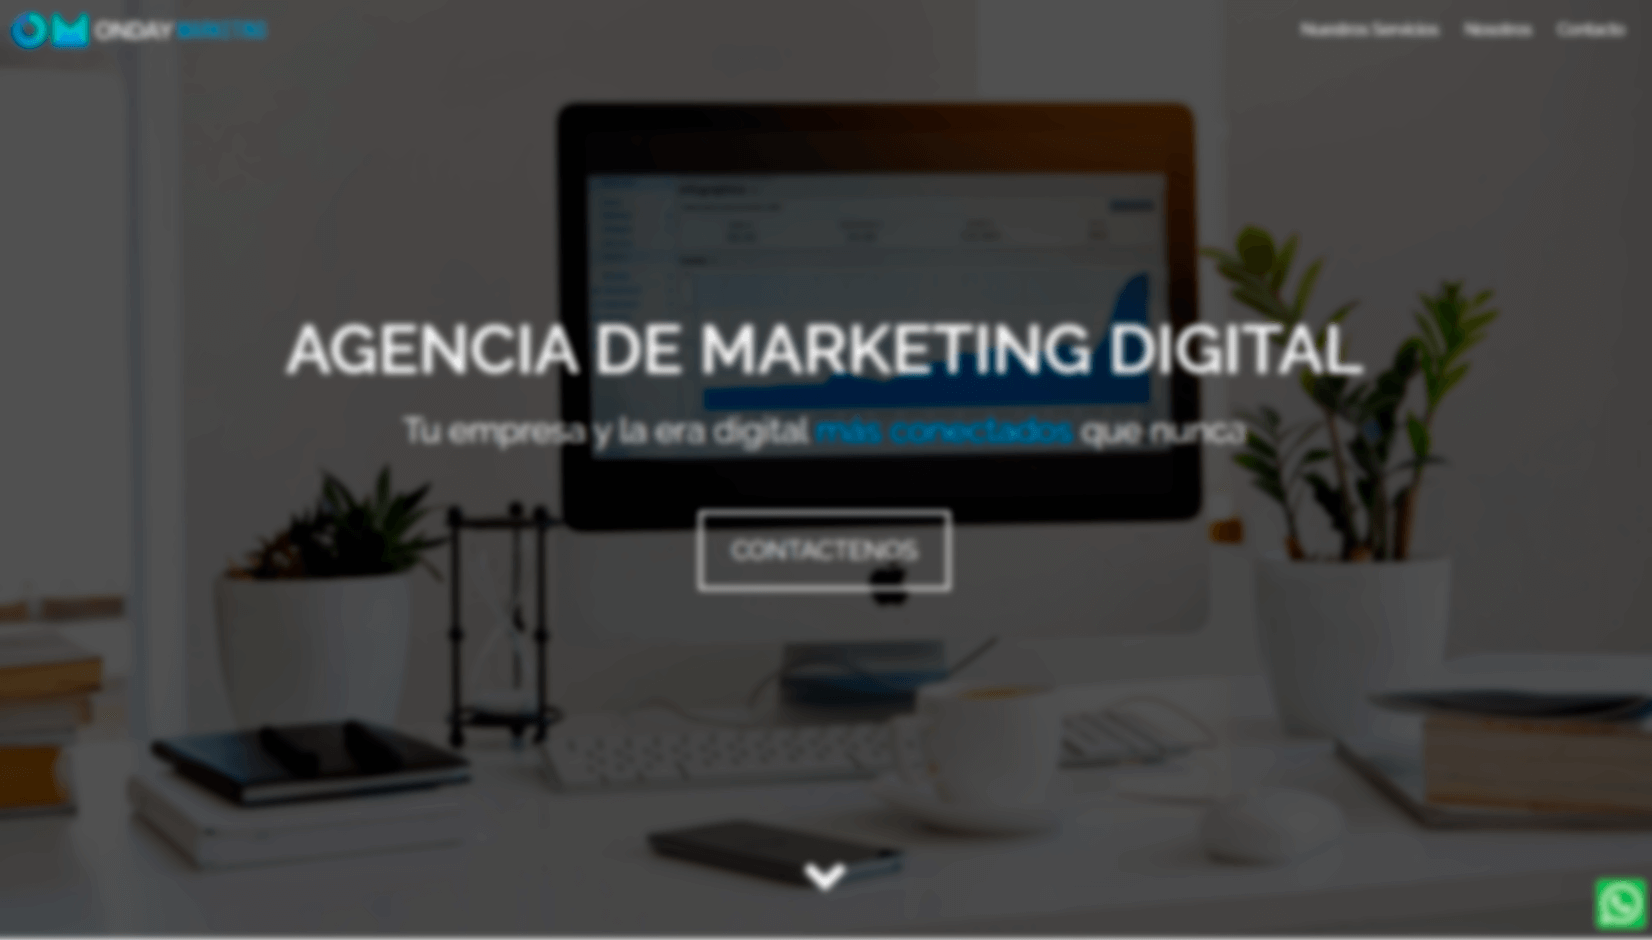 ONDAY MARKETING
Nuestros Servicios
Nosotros
Contacto
AGENCIA DE MARKETING DIGITAL
Tu empresa y la era digital más conectados que nunca
CONTACTENOS